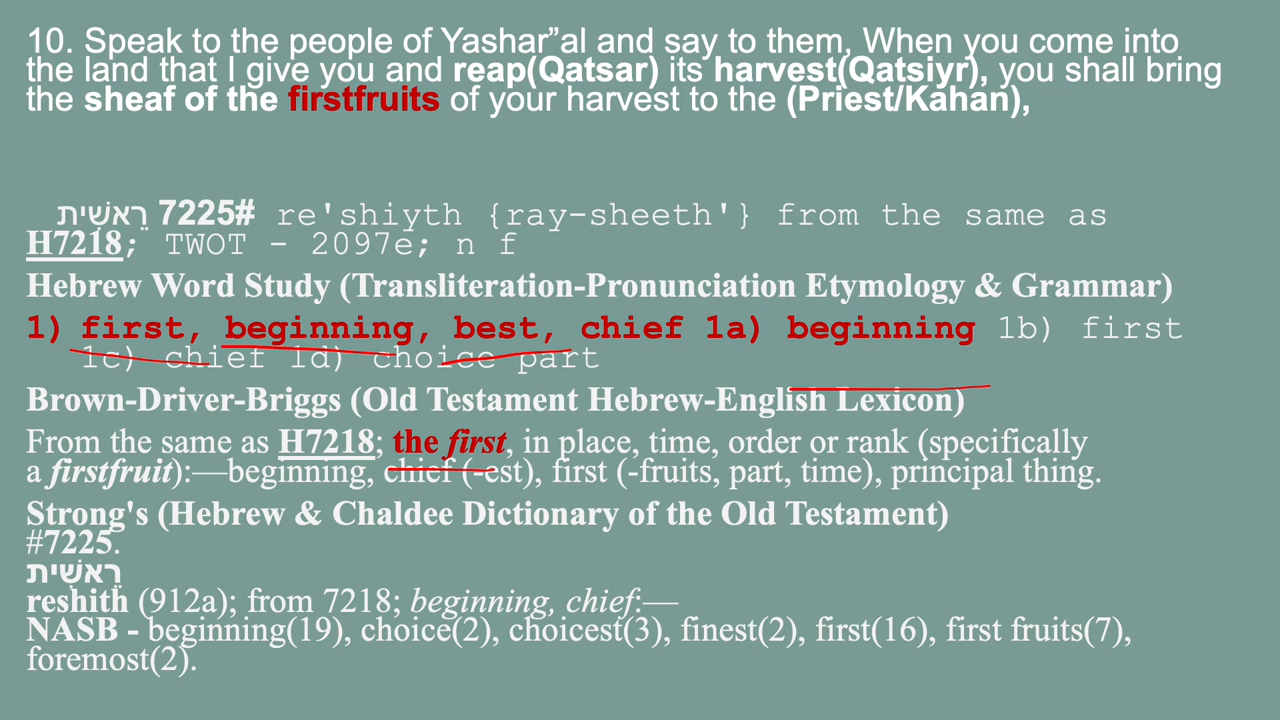 10. Speak to the people of Yashar”al and say to them, When you come into
the land that I give you and reap(Qatsar) its harvest(Qatsiyr), you shall bring
the sheaf of the firstfruits of your harvest to the (Priest/Kahan),
רֵאשִׁית 7225# re'shiyth {ray-sheeth'} from the same as
H7218; TWOT - 2097e; n f
Hebrew Word Study (Transliteration-Pronunciation Etymology & Grammar)
1) first, beginning, best, chief 1a) beginning 1b) first
1c) chief 1d) choice part
Brown-Driver-Briggs (Old Testament Hebrew-English Lexicon)
From the same as H7218; the first, in place, time, order or rank (specifically
a firstfruit):—beginning, chief (-est), first (-fruits, part, time), principal thing.
Strong's (Hebrew & Chaldee Dictionary of the Old Testament)
#7225.
רֵאשִׁית
reshith (912a); from 7218; beginning, chief:—
NASB - beginning(19), choice(2), choicest(3), finest(2), first(16), first fruits(7),
foremost(2).